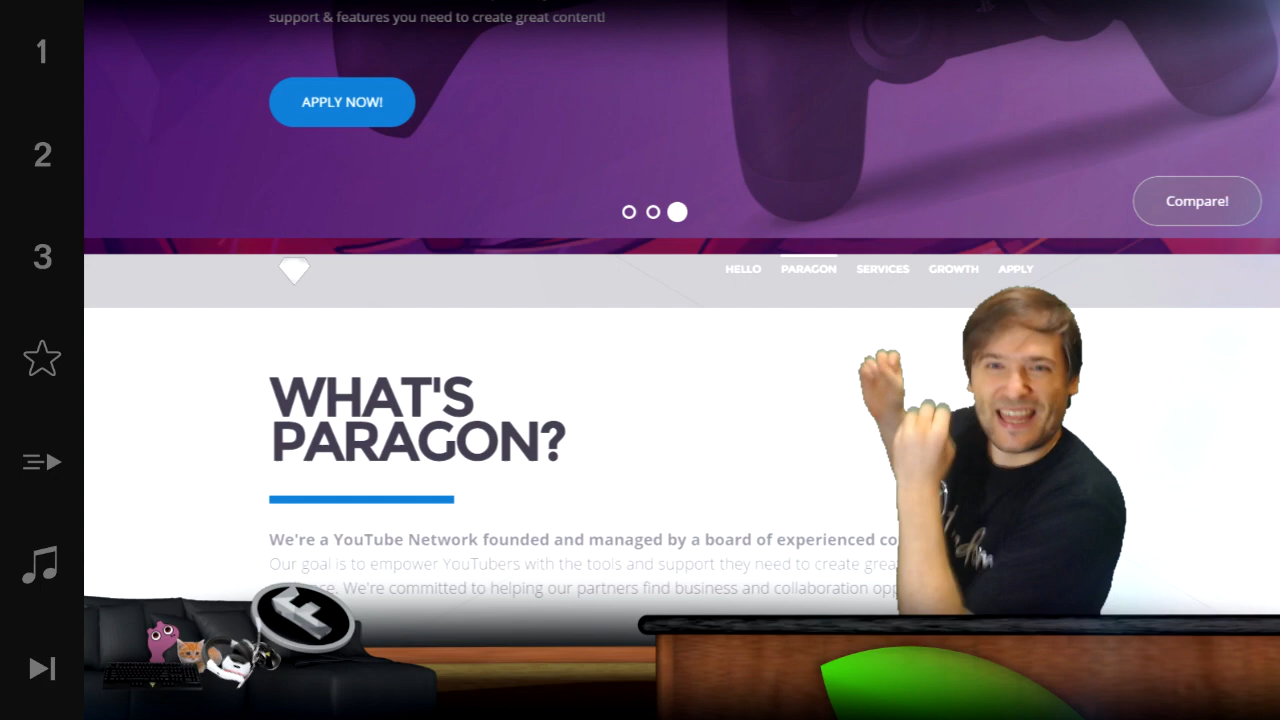 support & features you need to create great content!
1
APPLY NOW!
2
Compare!
3
HELLO PARAGON SERVICES GROWTH APPLY
WHAT'S
PARAGON?
We're a YouTube Network founded and managed by a board of experienced
Our goal is to empower YouTubers with the tools and support they need to create
We're committed to helping our partners find business and collaboration